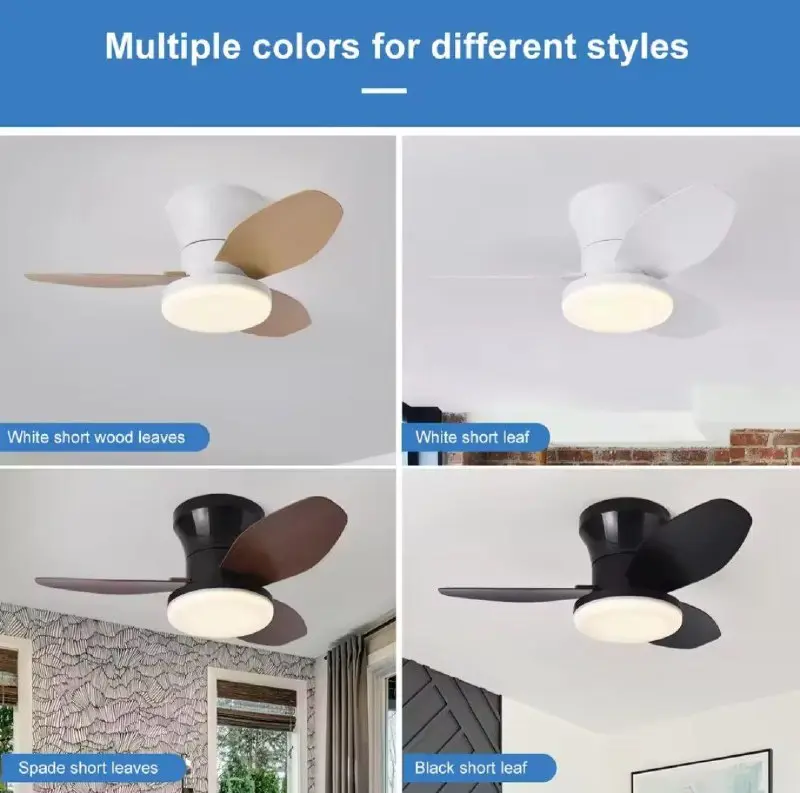 Multiple colors for different styles
White short wood leaves
White short leaf
Spade short leaves
Black short leaf